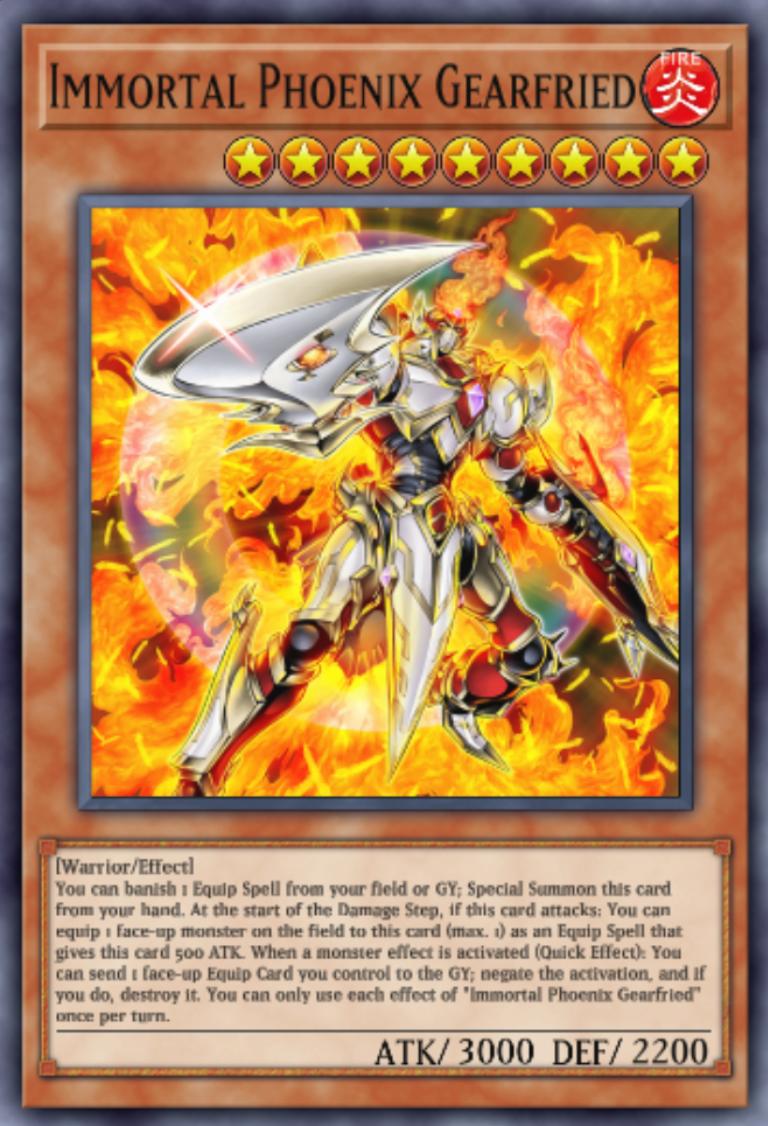 IMMORTAL PHOENIX GEARFRIED
FIRE
炎
[Warrior/Effect]
You can banish 1 Equip Spell from your field or GY; Special Summon this card
from your hand. At the start of the Damage Step, if this card attacks: You can
equip 1 face-up monster on the field to this card (max. 1) as an Equip Spell that
gives this card 500 ATK. When a monster effect is activated (Quick Effect): You
can send 1 face-up Equip Card you control to the GY; negate the activation, and if
you do, destroy it. You can only use each effect of "Immortal Phoenix Gearfried"
once per turn.
ATK/ 3000 DEF/ 2200